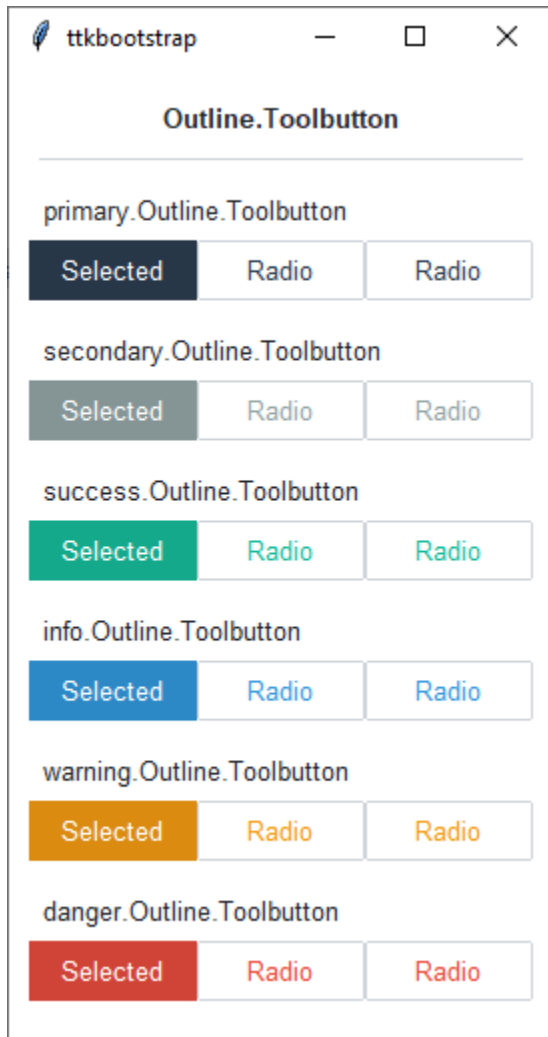 ttkbootstrap
Outline.Toolbutton
primary.Outline.Toolbutton
Selected Radio Radio
secondary.Outline.Toolbutton
Selected Radio Radio
success.Outline.Toolbutton
Selected Radio Radio
info.Outline.Toolbutton
Selected Radio Radio
warning.Outline.Toolbutton
Selected Radio Radio
danger.Outline.Toolbutton
Selected Radio Radio